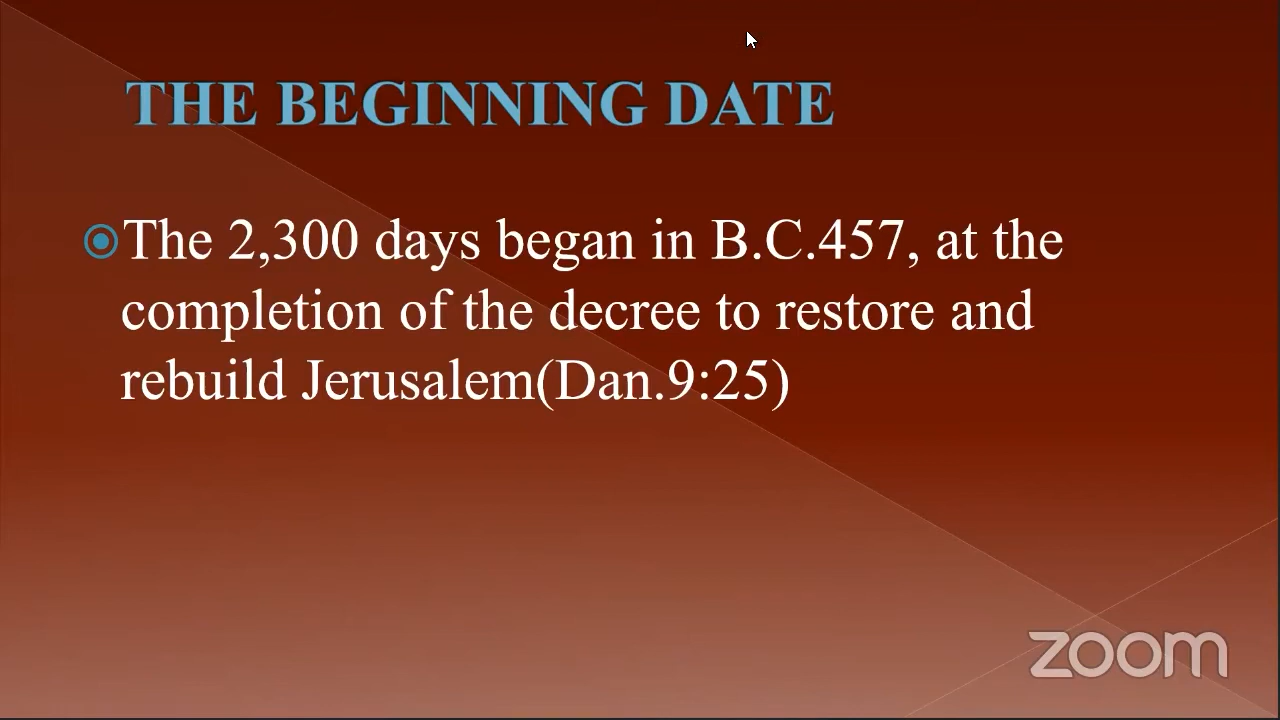 THE BEGINNING DATE
The 2,300 days began in B.C.457, at the
completion of the decree to restore and
rebuild Jerusalem(Dan.9:25)
zoom